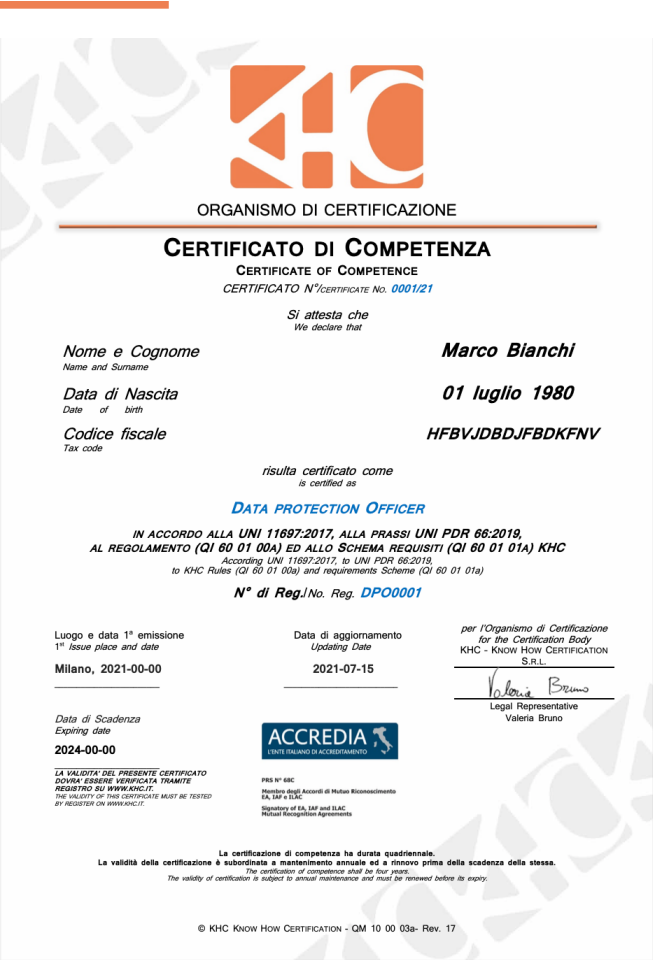 KHC
ORGANISMO DI CERTIFICAZIONE
CERTIFICATO DI COMPETENZA
CERTIFICATE OF COMPETENCE
CERTIFICATO N°/CERTIFICATE NO. 0001/21
Si attesta che
We declare that
Nome e Cognome Marco Bianchi
Name and Surname
Data di Nascita 01 luglio 1980
Date of birth
Codice fiscale HFBVJDBDJFBDKFNV
Tax code
risulta certificato come
is certified as
DATA PROTECTION OFFICER
IN ACCORDO ALLA UNI 11697:2017, ALLA PRASSI UNI PDR 66:2019,
AL REGOLAMENTO (QI 60 01 00A) ED ALLO SCHEMA REQUISITI (QI 60 01 01A) KHC
According UNI 11697:2017, to UNI PDR 66:2019,
to KHC Rules (QI 60 01 00a) and requirements Scheme (QI 60 01 01a)
N° di Reg./No. Reg. DPO0001
Luogo e data 1ª emissione
1st Issue place and date
Milano, 2021-00-00
Data di aggiornamento
Updating Date
2021-07-15
per l'Organismo di Certificazione
for the Certification Body
KHC - KNOW HOW CERTIFICATION
S.R.L.
Valeria Bruno
Legal Representative
Valeria Bruno
Data di Scadenza
Expiring date
2024-00-00
LA VALIDITA' DEL PRESENTE CERTIFICATO
DOVRA' ESSERE VERIFICATA TRAMITE
REGISTRO SU WWW.KHC.IT.
THE VALIDITY OF THIS CERTIFICATE MUST BE TESTED
BY REGISTER ON WWW.KHC.IT.
ACCREDIA
L'ENTE ITALIANO DI ACCREDITAMENTO
PRS N° 68C
Membro degli Accordi di Mutuo Riconoscimento
EA, IAF e ILAC
Signatory of EA, IAF and ILAC
Mutual Recognition Agreements
La certificazione di competenza ha durata quadriennale.
La validità della certificazione è subordinata a mantenimento annuale ed a rinnovo prima della scadenza della stessa.
The certification of competence shall be four years.
The validity of certification is subject to annual maintenance and must be renewed before its expiry.
© KHC KNOW HOW CERTIFICATION - QM 10 00 03a- Rev. 17